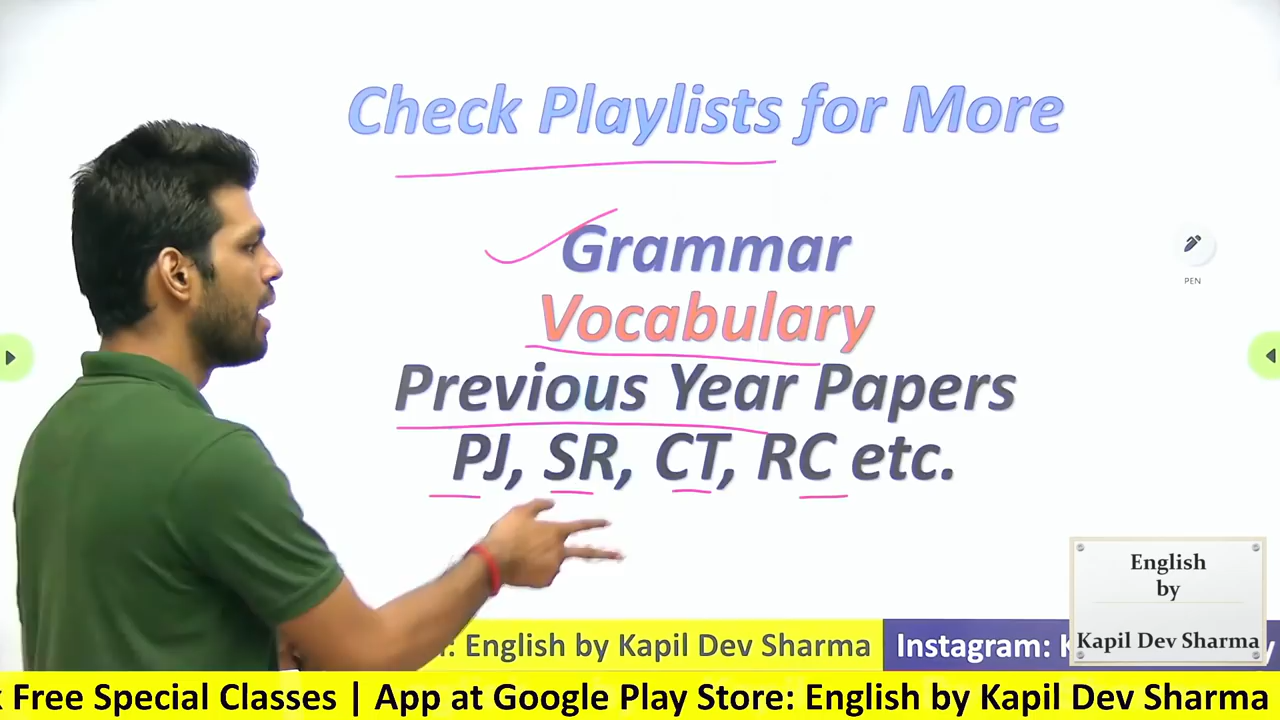 Check Playlists for More
Grammar
Vocabulary
Previous Year Papers
PJ, SR, CT, RC etc.
PEN
English
by
Kapil Dev Sharma
: English by Kapil Dev Sharma
Instagram:
Free Special Classes | App at Google Play Store: English by Kapil Dev Sharma